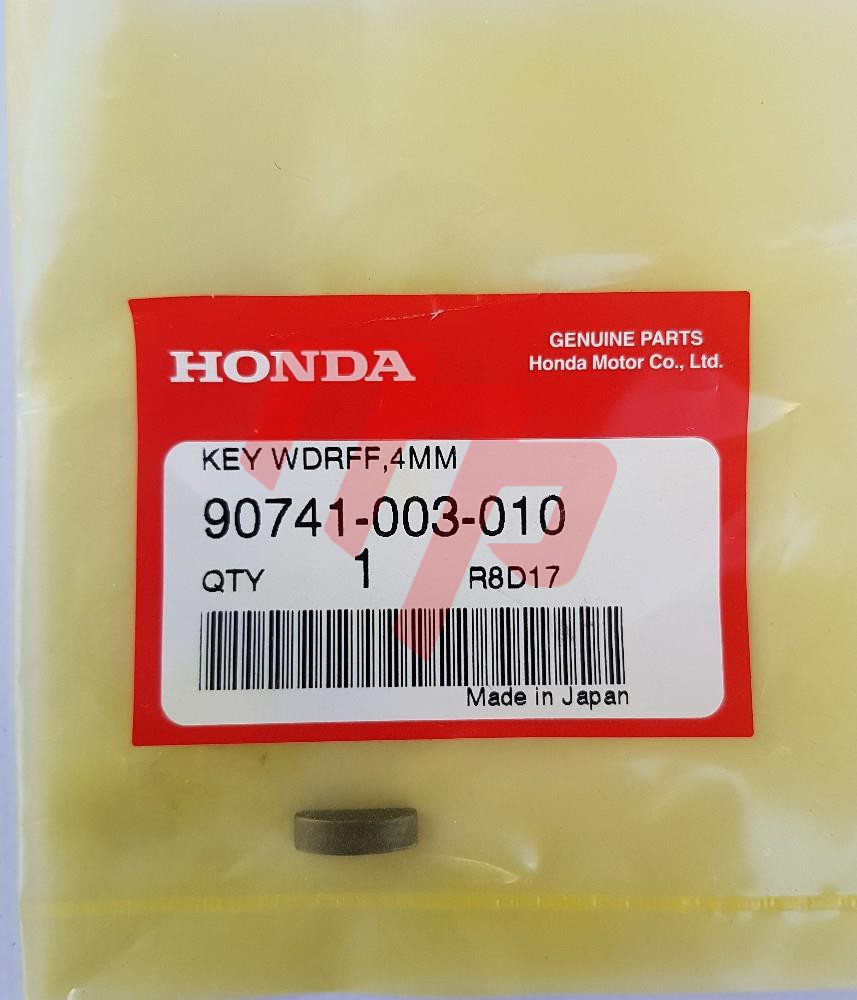 HONDA
GENUINE PARTS
Honda Motor Co., Ltd.
KEY WDRFF,4MM
90741-003-010
QTY 1 R8D17
Made in Japan